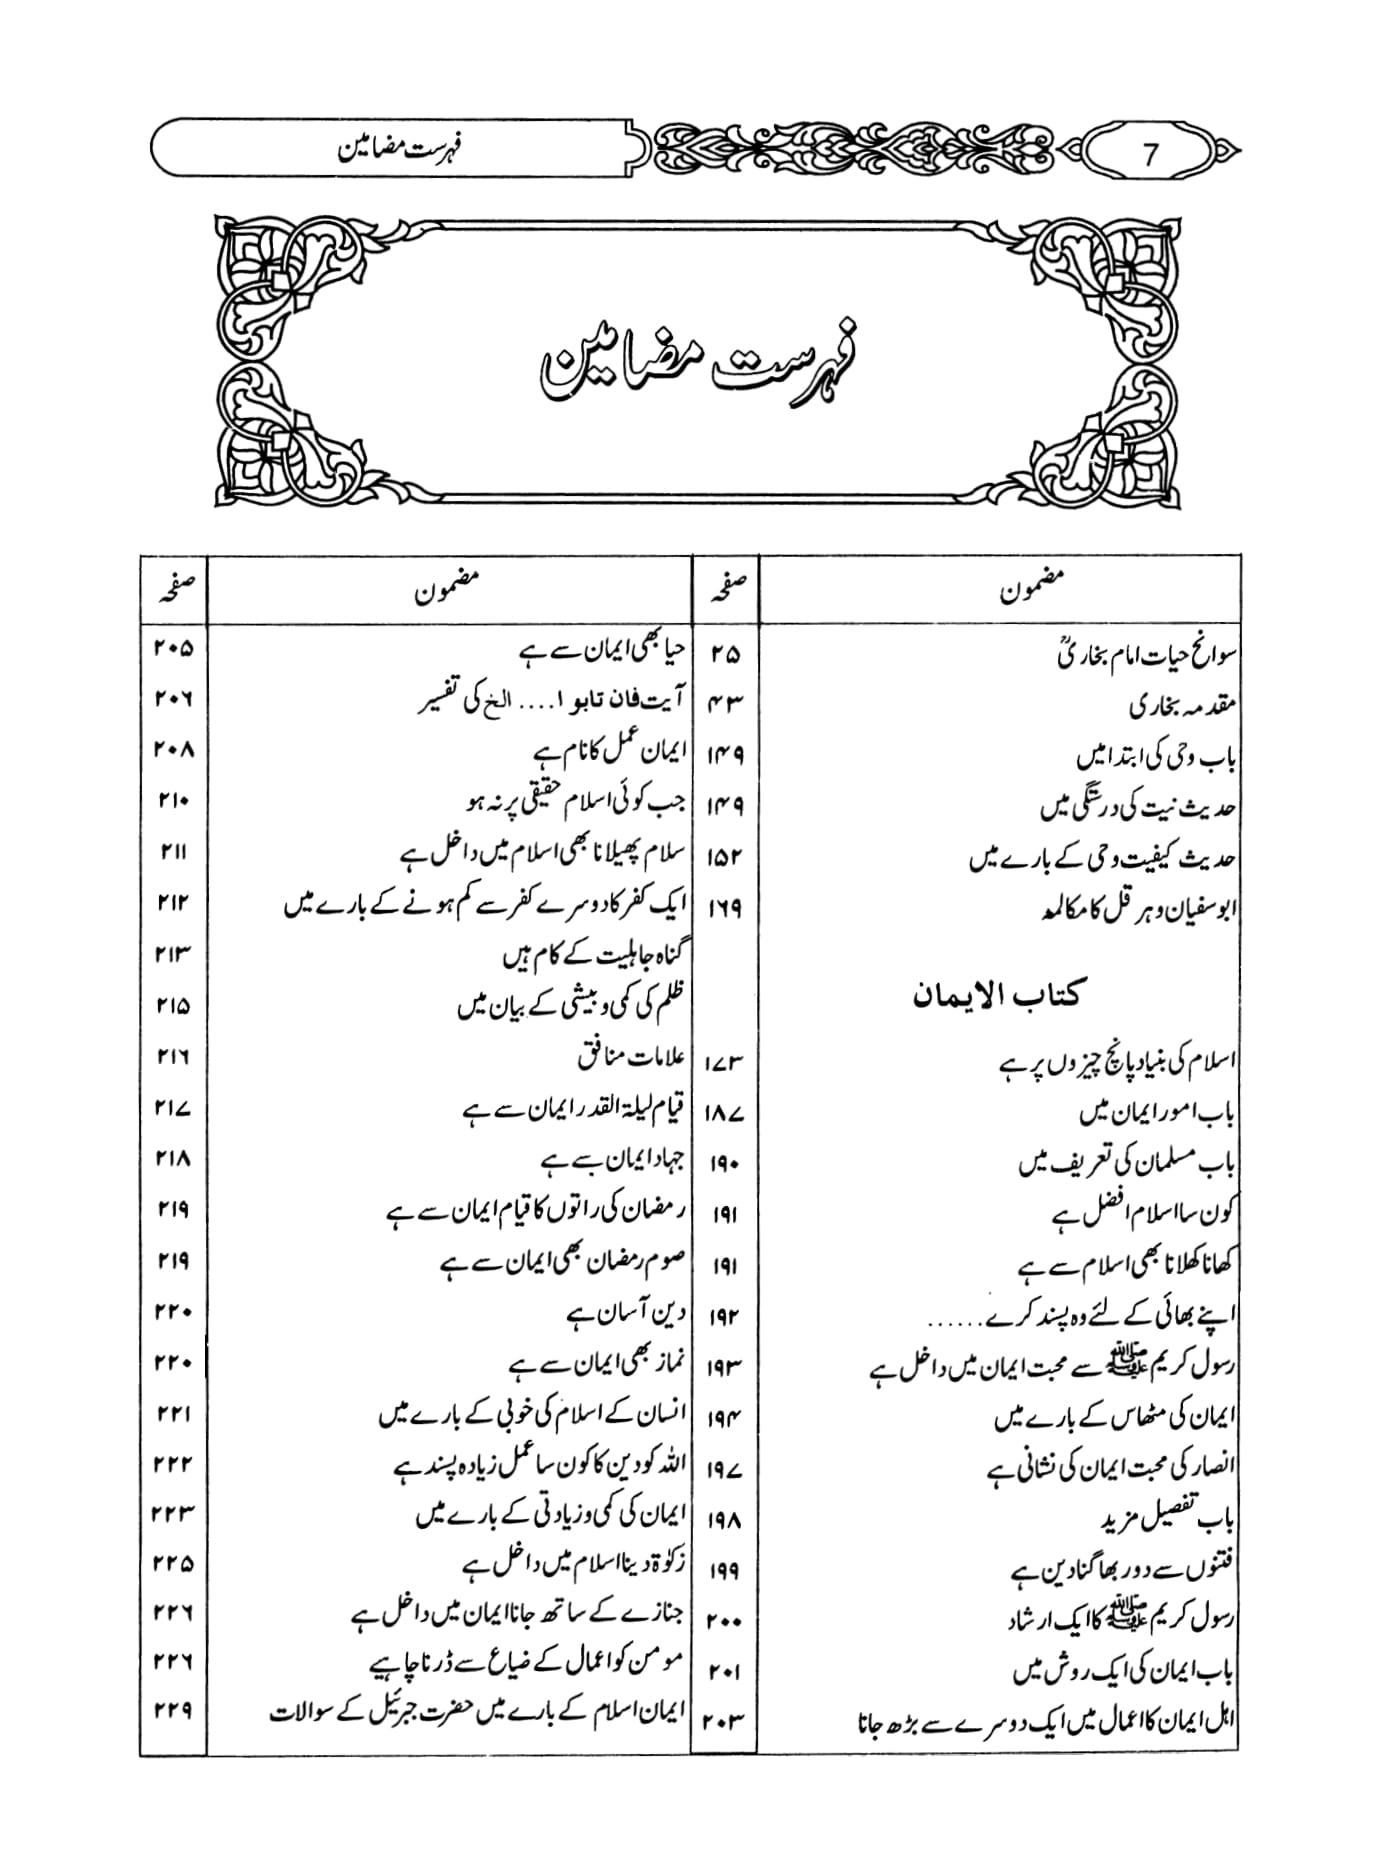 7
فہرست مضامین
فہرست مضامین
مضمون صفحہ
سوانح حیات امام بخاریؒ ۲۵
مقدمہ بخاری ۴۳
باب وحی کی ابتدا میں ۱۴۹
حدیث نیت کی درستگی میں ۱۴۹
حدیث کیفیت وحی کے بارے میں ۱۵۲
ابوسفیان وہرقل کا مکالمہ ۱۶۹
كتاب الايمان
اسلام کی بنیاد پانچ چیزوں پر ہے ۱۷۳
باب امور ایمان میں ۱۸۷
باب مسلمان کی تعریف میں ۱۹۰
کون سا اسلام افضل ہے ۱۹۱
کھانا کھلانا بھی اسلام سے ہے ۱۹۱
اپنے بھائی کے لئے وہ پسند کرے...... ۱۹۲
رسول کریم ﷺ سے محبت ایمان میں داخل ہے ۱۹۳
ایمان کی مٹھاس کے بارے میں ۱۹۴
انصار کی محبت ایمان کی نشانی ہے ۱۹۷
باب تفصیل مزید ۱۹۸
فتنوں سے دور بھاگنا دین ہے ۱۹۹
رسول کریم ﷺ کا ایک ارشاد ۲۰۰
باب ایمان کی ایک روش میں ۲۰۱
اہل ایمان کا اعمال میں ایک دوسرے سے بڑھ جانا ۲۰۳
مضمون صفحہ
حیا بھی ایمان سے ہے ۲۰۵
آیت فان تابوا.... الخ کی تفسیر ۲۰۶
ایمان عمل کا نام ہے ۲۰۸
جب کوئی اسلام حقیقی پر نہ ہو ۲۱۰
سلام پھیلانا بھی اسلام میں داخل ہے ۲۱۱
ایک کفر کا دوسرے کفر سے کم ہونے کے بارے میں ۲۱۲
گناہ جاہلیت کے کام ہیں ۲۱۳
ظلم کی کمی وبیشی کے بیان میں ۲۱۵
علامات منافق ۲۱۶
قیام لیلۃ القدر ایمان سے ہے ۲۱۷
جہاد ایمان سے ہے ۲۱۸
رمضان کی راتوں کا قیام ایمان سے ہے ۲۱۹
صوم رمضان بھی ایمان سے ہے ۲۱۹
دین آسان ہے ۲۲۰
نماز بھی ایمان سے ہے ۲۲۰
انسان کے اسلام کی خوبی کے بارے میں ۲۲۱
اللہ کو دین کا کون سا عمل زیادہ پسند ہے ۲۲۲
ایمان کی کمی وزیادتی کے بارے میں ۲۲۳
زکوٰۃ دینا اسلام میں داخل ہے ۲۲۵
جنازے کے ساتھ جانا ایمان میں داخل ہے ۲۲۶
مومن کو اعمال کے ضیاع سے ڈرنا چاہیے ۲۲۶
ایمان اسلام کے بارے میں حضرت جبرئیل کے سوالات ۲۲۹